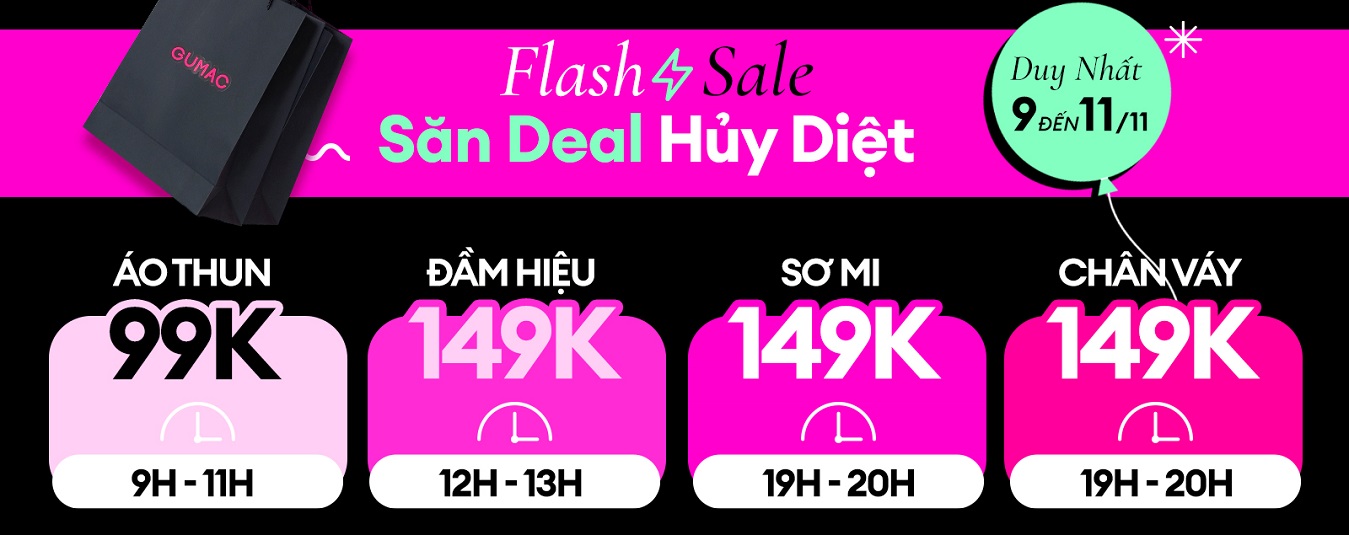 GUMAC
Flash Sale
Săn Deal Hủy Diệt
Duy Nhất
9 ĐẾN 11/11
ÁO THUN
99K
9H - 11H
ĐẦM HIỆU
149K
12H - 13H
SƠ MI
149K
19H - 20H
CHÂN VÁY
149K
19H - 20H